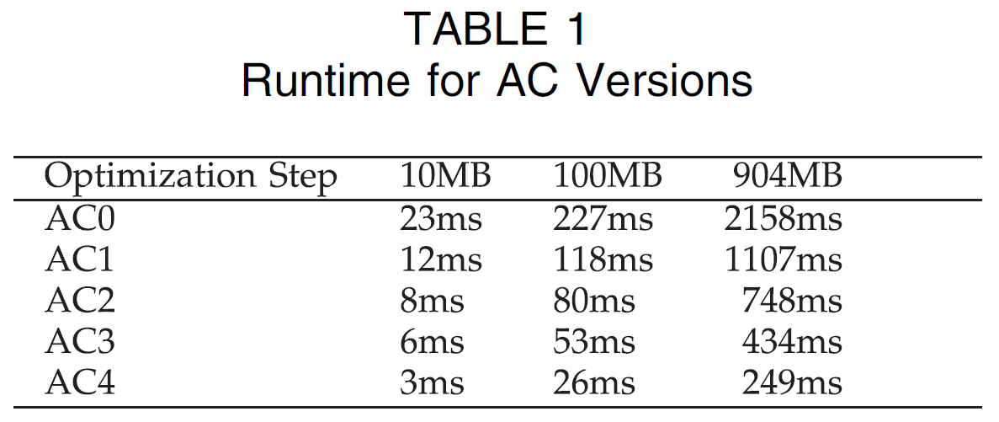 TABLE 1
Runtime for AC Versions
Optimization Step 10MB 100MB 904MB
AC0 23ms 227ms 2158ms
AC1 12ms 118ms 1107ms
AC2 8ms 80ms 748ms
AC3 6ms 53ms 434ms
AC4 3ms 26ms 249ms